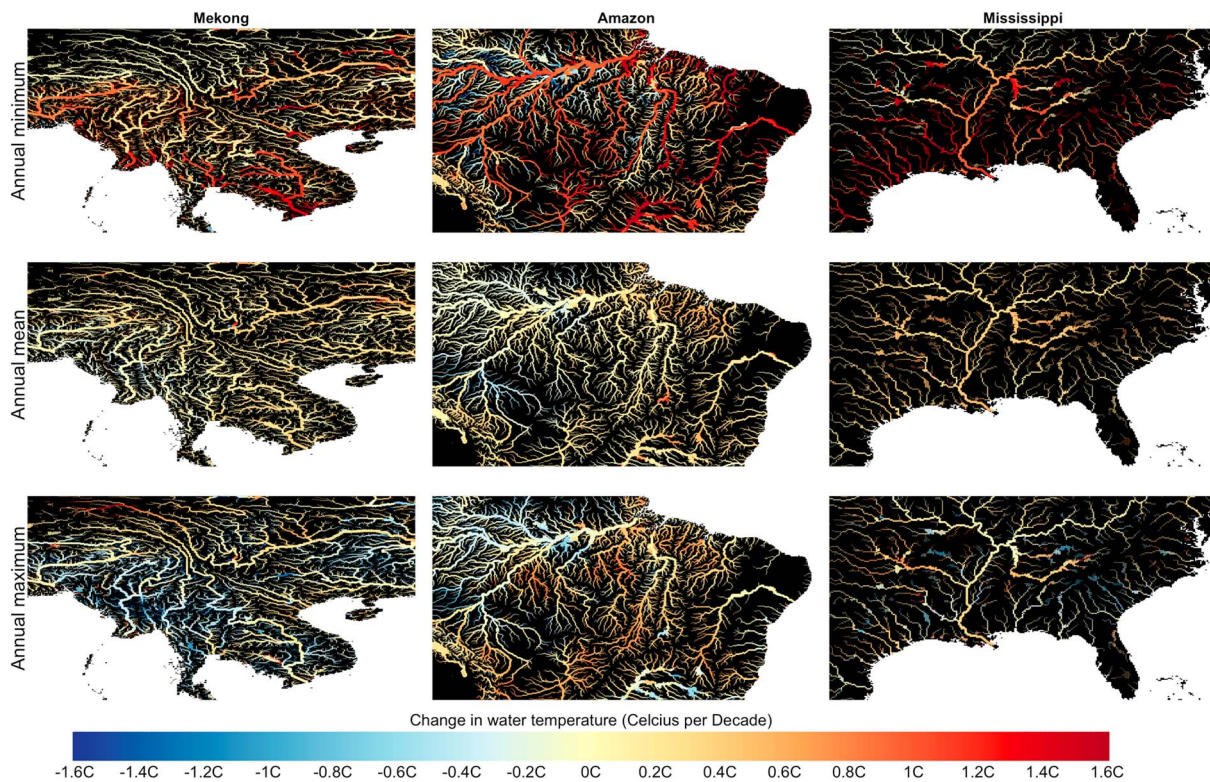 Mekong
Amazon
Mississippi
Annual minimum
Annual mean
Annual maximum
Change in water temperature (Celcius per Decade)
-1.6C -1.4C -1.2C -1C -0.8C -0.6C -0.4C -0.2C 0C 0.2C 0.4C 0.6C 0.8C 1C 1.2C 1.4C 1.6C